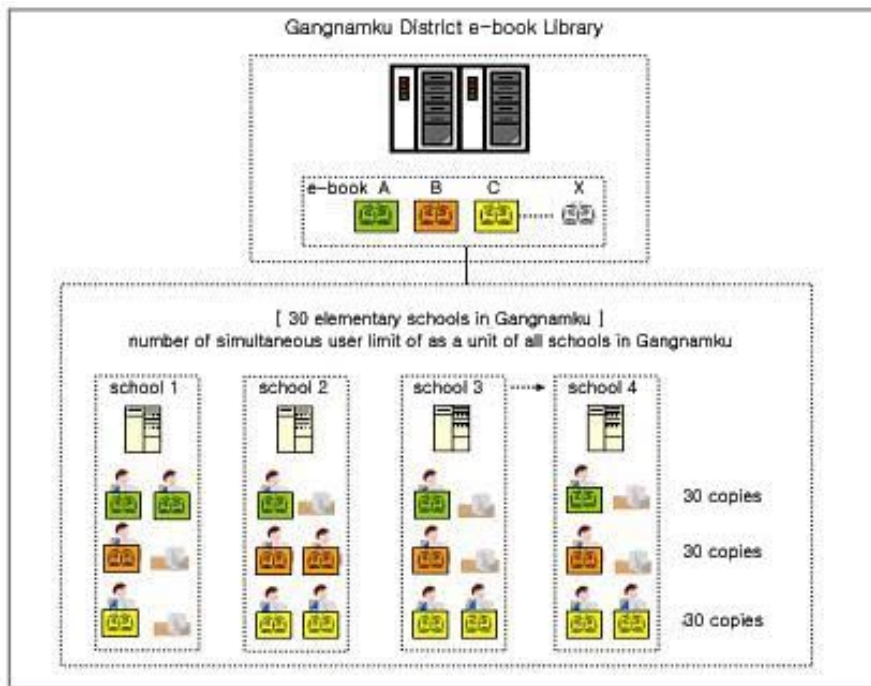 Gangnamku District e-book Library
e-book A B C X
[ 30 elementary schools in Gangnamku ]
number of simultaneous user limit of as a unit of all schools in Gangnamku
school 1 school 2 school 3 school 4
30 copies
30 copies
30 copies